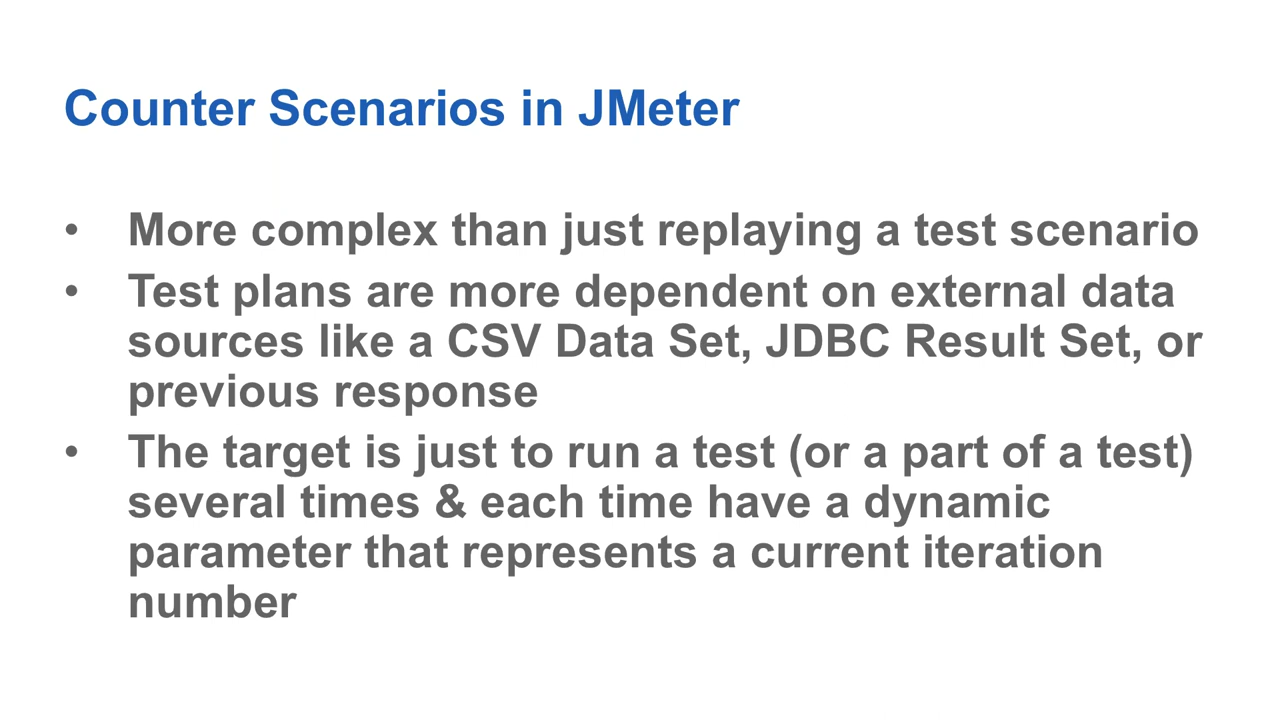 Counter Scenarios in JMeter
• More complex than just replaying a test scenario
• Test plans are more dependent on external data
sources like a CSV Data Set, JDBC Result Set, or
previous response
• The target is just to run a test (or a part of a test)
several times & each time have a dynamic
parameter that represents a current iteration
number